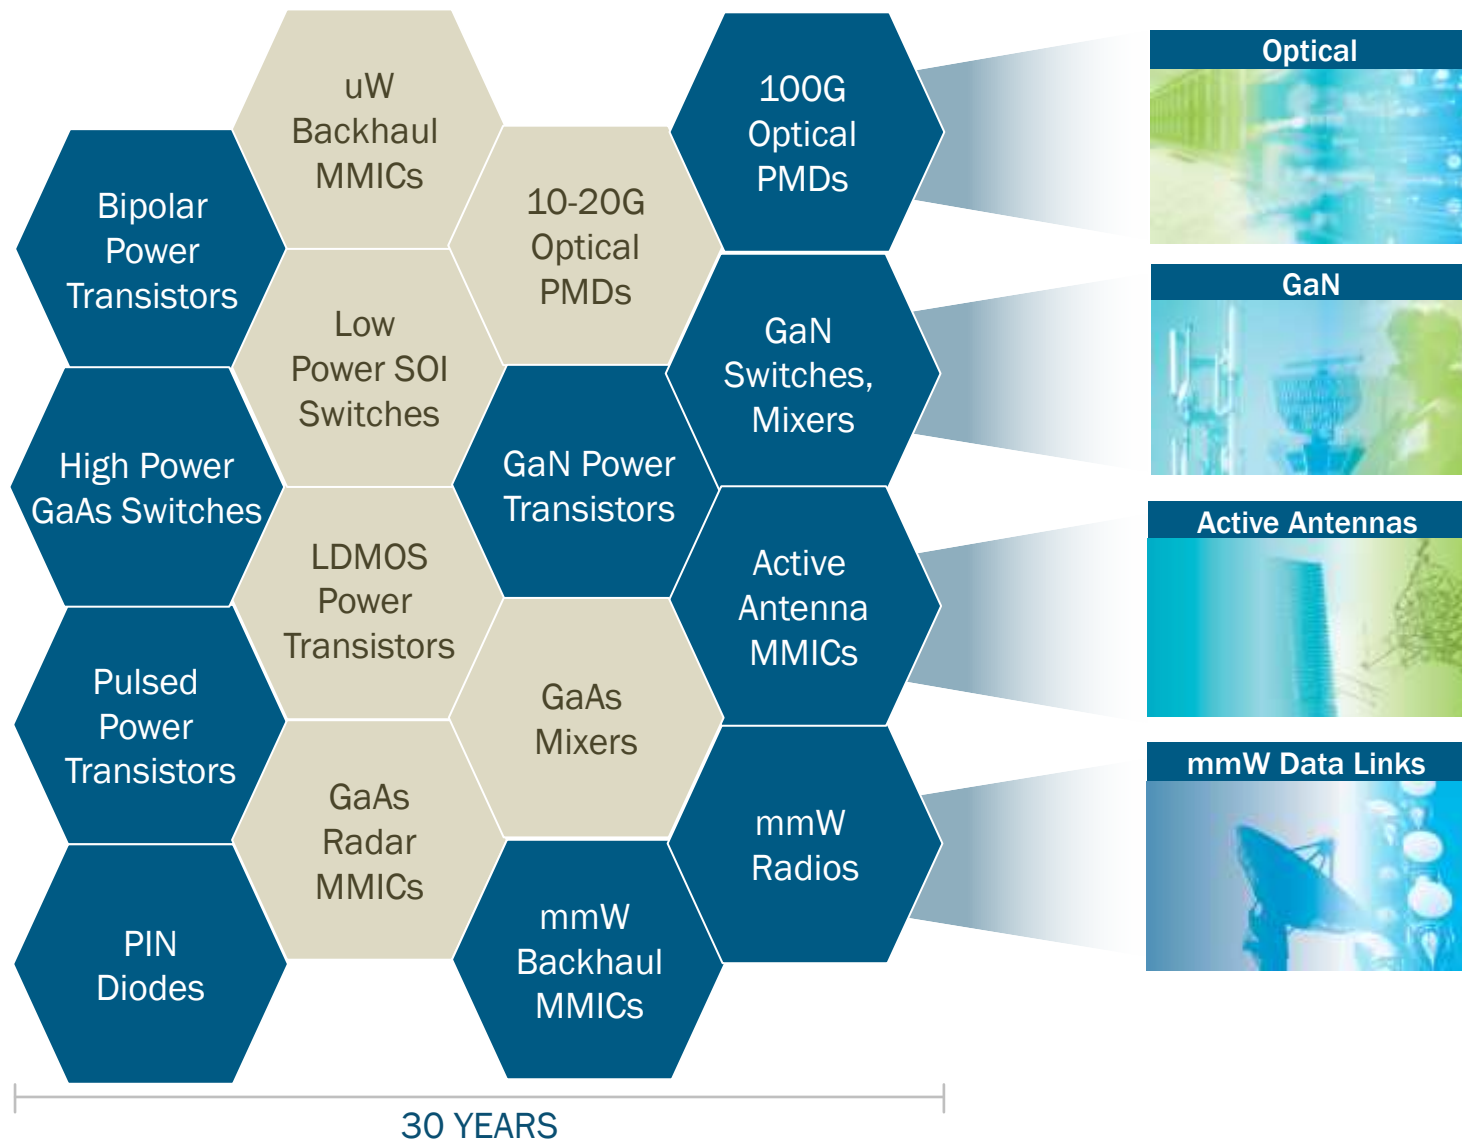 Bipolar
Power
Transistors
High Power
GaAs Switches
Pulsed
Power
Transistors
PIN
Diodes
uW
Backhaul
MMICs
Low
Power SOI
Switches
LDMOS
Power
Transistors
GaAs
Radar
MMICs
10-20G
Optical
PMDs
GaN Power
Transistors
GaAs
Mixers
mmW
Backhaul
MMICs
100G
Optical
PMDs
GaN
Switches,
Mixers
Active
Antenna
MMICs
mmW
Radios
Optical
GaN
Active Antennas
mmW Data Links
30 YEARS